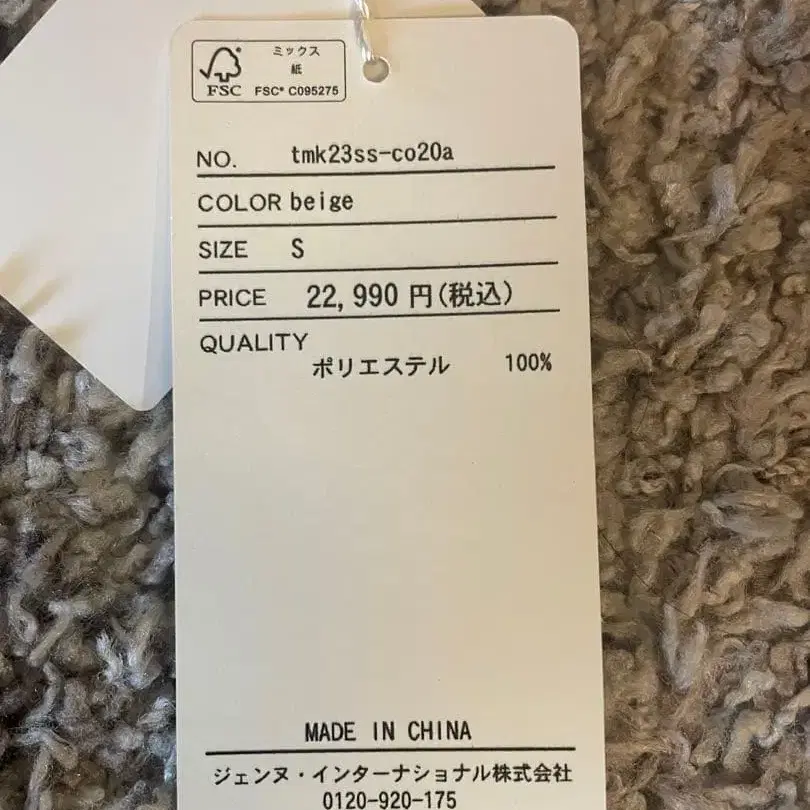 ミックス
紙
FSC
FSC® C095275
NO. tmk23ss-co20a
COLOR beige
SIZE S
PRICE 22,990 円(税込)
QUALITY
ポリエステル 100%
MADE IN CHINA
ジェンヌ・インターナショナル株式会社
0120-920-175